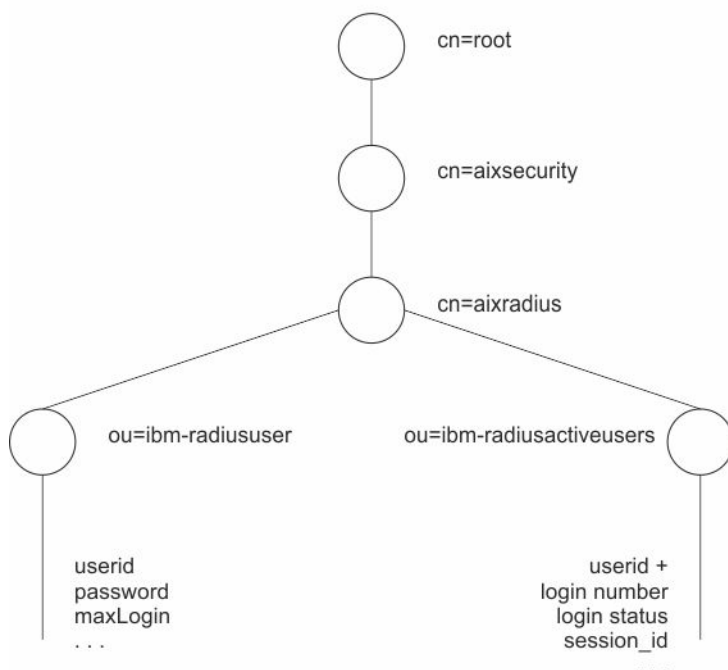 cn=root
cn=aixsecurity
cn=aixradius
ou=ibm-radiususer
ou=ibm-radiusactiveusers
userid
password
maxLogin
. . .
userid +
login number
login status
session_id